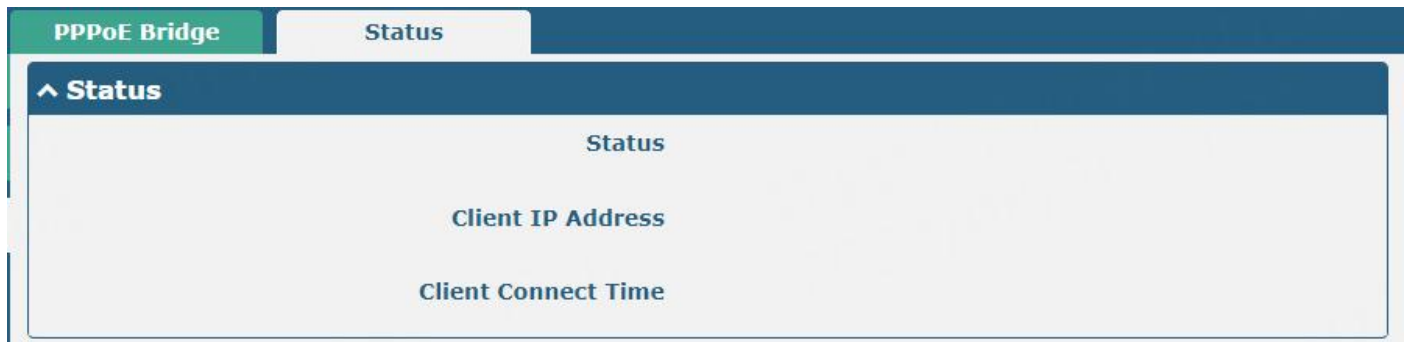 PPPoE Bridge Status
Status
Status
Client IP Address
Client Connect Time